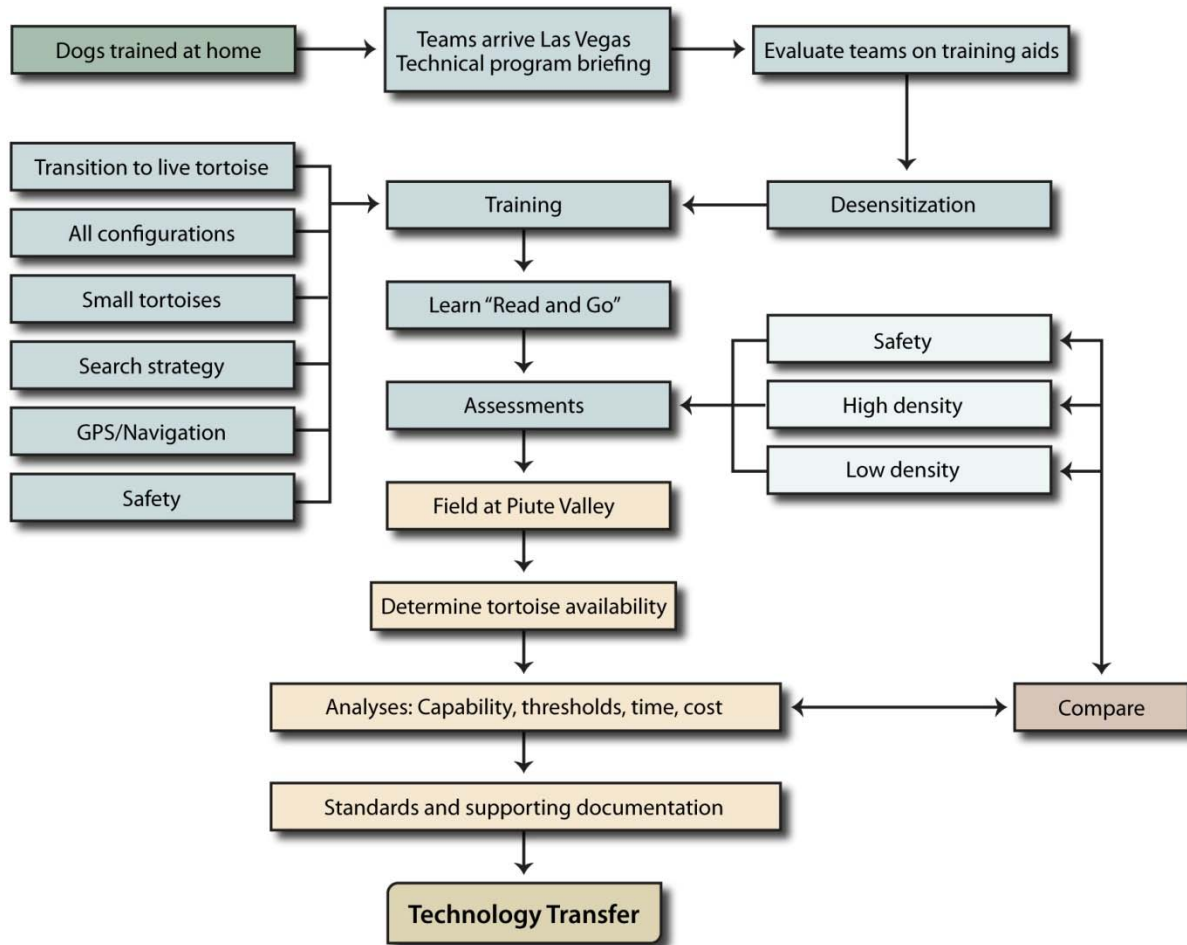 Dogs trained at home
Teams arrive Las Vegas
Technical program briefing
Evaluate teams on training aids
Transition to live tortoise
All configurations
Small tortoises
Search strategy
GPS/Navigation
Safety
Training
Desensitization
Learn “Read and Go”
Assessments
Safety
High density
Low density
Field at Piute Valley
Determine tortoise availability
Analyses: Capability, thresholds, time, cost
Compare
Standards and supporting documentation
Technology Transfer